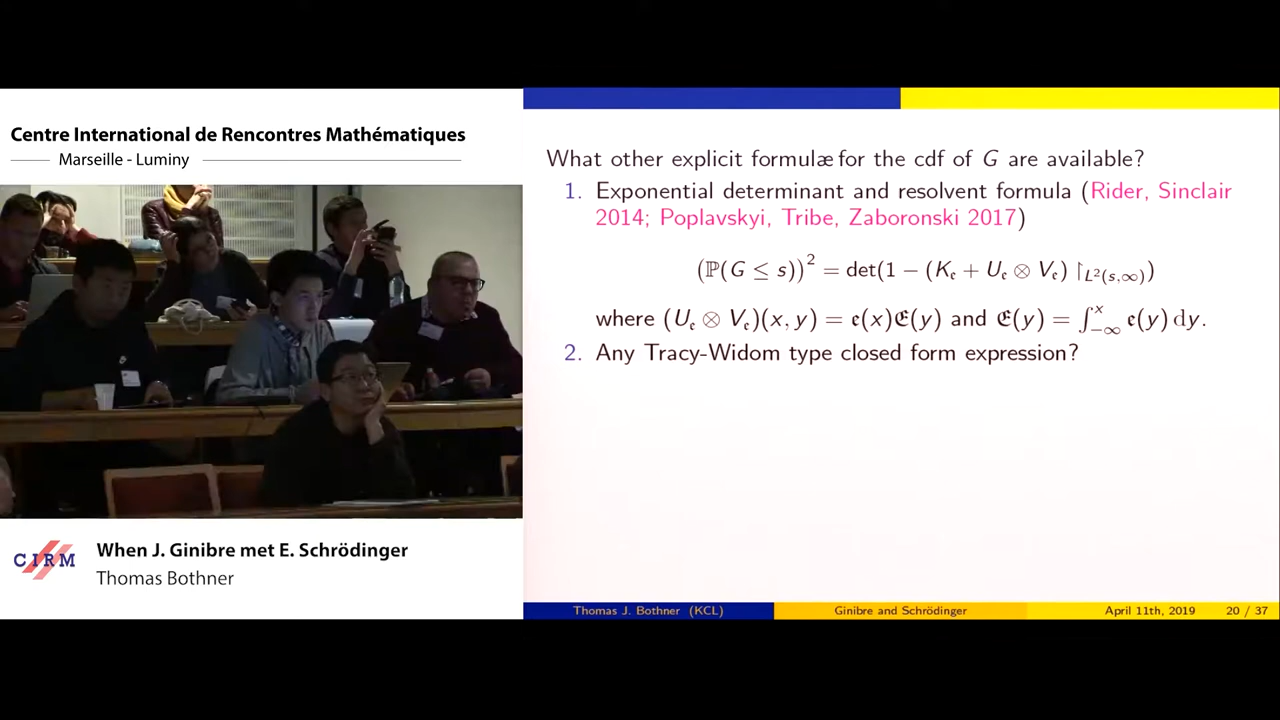 Centre International de Rencontres Mathématiques
Marseille - Luminy
What other explicit formulæ for the cdf of G are available?
1. Exponential determinant and resolvent formula (Rider, Sinclair
2014; Poplavskyi, Tribe, Zaboronski 2017)
(ℙ(G ≤ s))² = det(1 − (K𝔢 + U𝔢 ⊗ V𝔢) ↾L²(s,∞))
where (U𝔢 ⊗ V𝔢)(x, y) = 𝔢(x)𝔈(y) and 𝔈(y) = ∫_{−∞}^{x} 𝔢(y) dy.
2. Any Tracy-Widom type closed form expression?
CIRM
When J. Ginibre met E. Schrödinger
Thomas Bothner
Thomas J. Bothner (KCL) Ginibre and Schrödinger April 11th, 2019 20 / 37